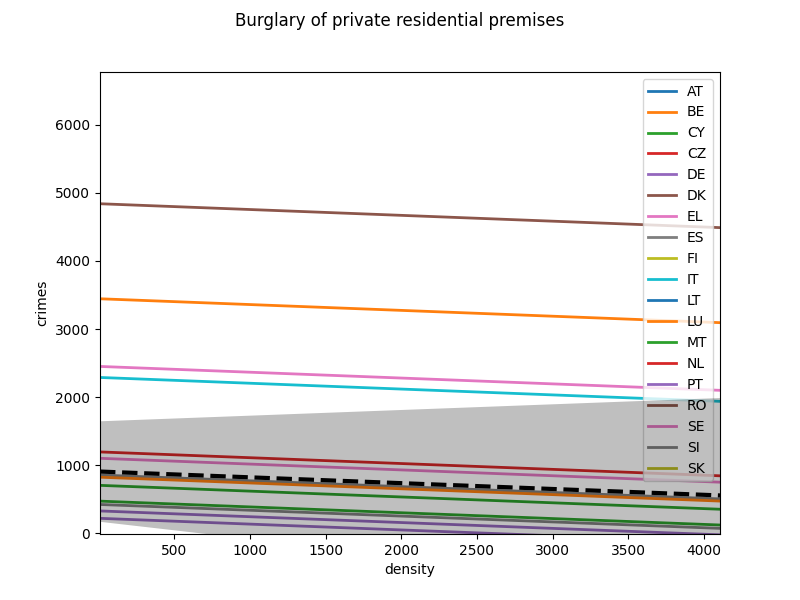 Burglary of private residential premises
crimes
6000
5000
4000
3000
2000
1000
0
500
1000
1500
2000
2500
3000
3500
4000
density
AT
BE
CY
CZ
DE
DK
EL
ES
FI
IT
LT
LU
MT
NL
PT
RO
SE
SI
SK